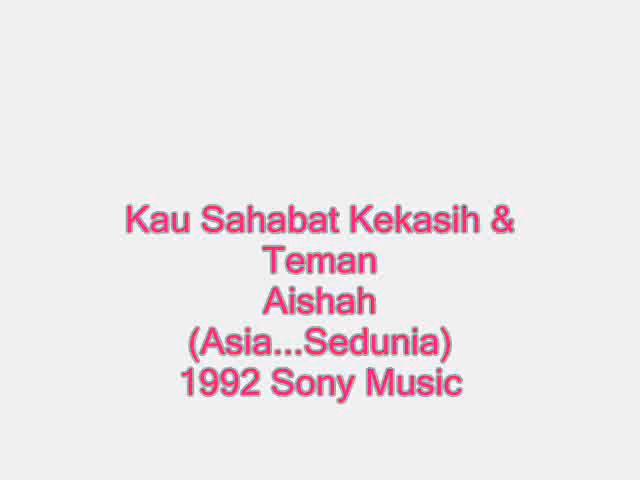 Kau Sahabat Kekasih &
Teman
Aishah
(Asia...Sedunia)
1992 Sony Music